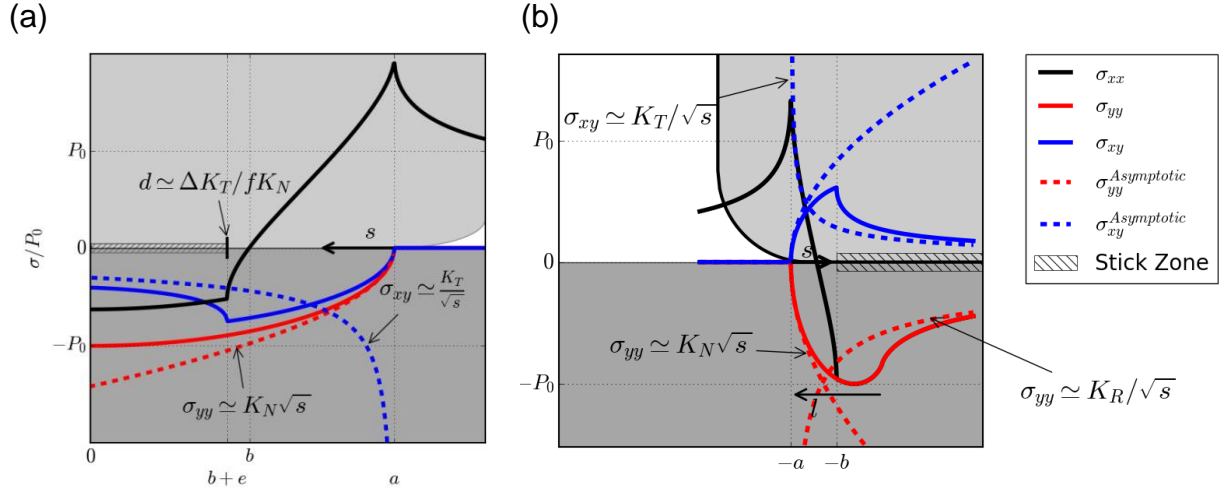 (a)
(b)
P₀
0
−P₀
σ/P₀
d ≃ ΔK_T/fK_N
s
σ_xy ≃ K_T/√s
σ_yy ≃ K_N√s
0
b + e
b
a
σ_xy ≃ K_T/√s
P₀
0
−P₀
s
σ_yy ≃ K_N√s
l
σ_yy ≃ K_R/√s
−a
−b
σ_xx
σ_yy
σ_xy
σ_yy^Asymptotic
σ_xy^Asymptotic
Stick Zone